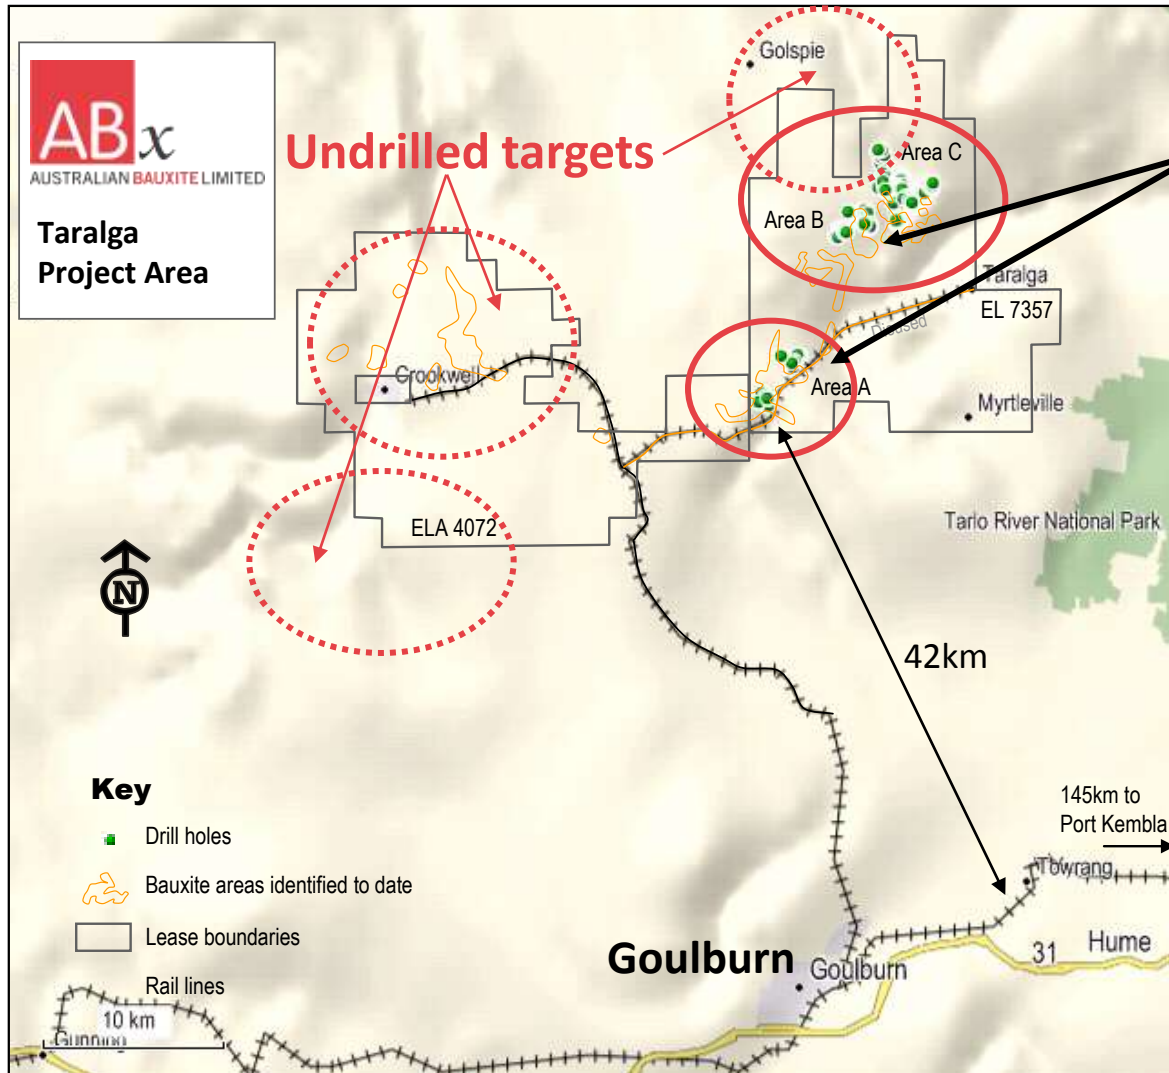 ABx
AUSTRALIAN BAUXITE LIMITED
Taralga
Project Area
Undrilled targets
Golspie
Area C
Area B
Taralga
EL 7357
Disused
Area A
Crookwell
Myrtleville
ELA 4072
Tarlo River National Park
N
42km
Key
Drill holes
Bauxite areas identified to date
Lease boundaries
Rail lines
10 km
Gunning
145km to
Port Kembla
Towrang
Goulburn
Goulburn
31
Hume